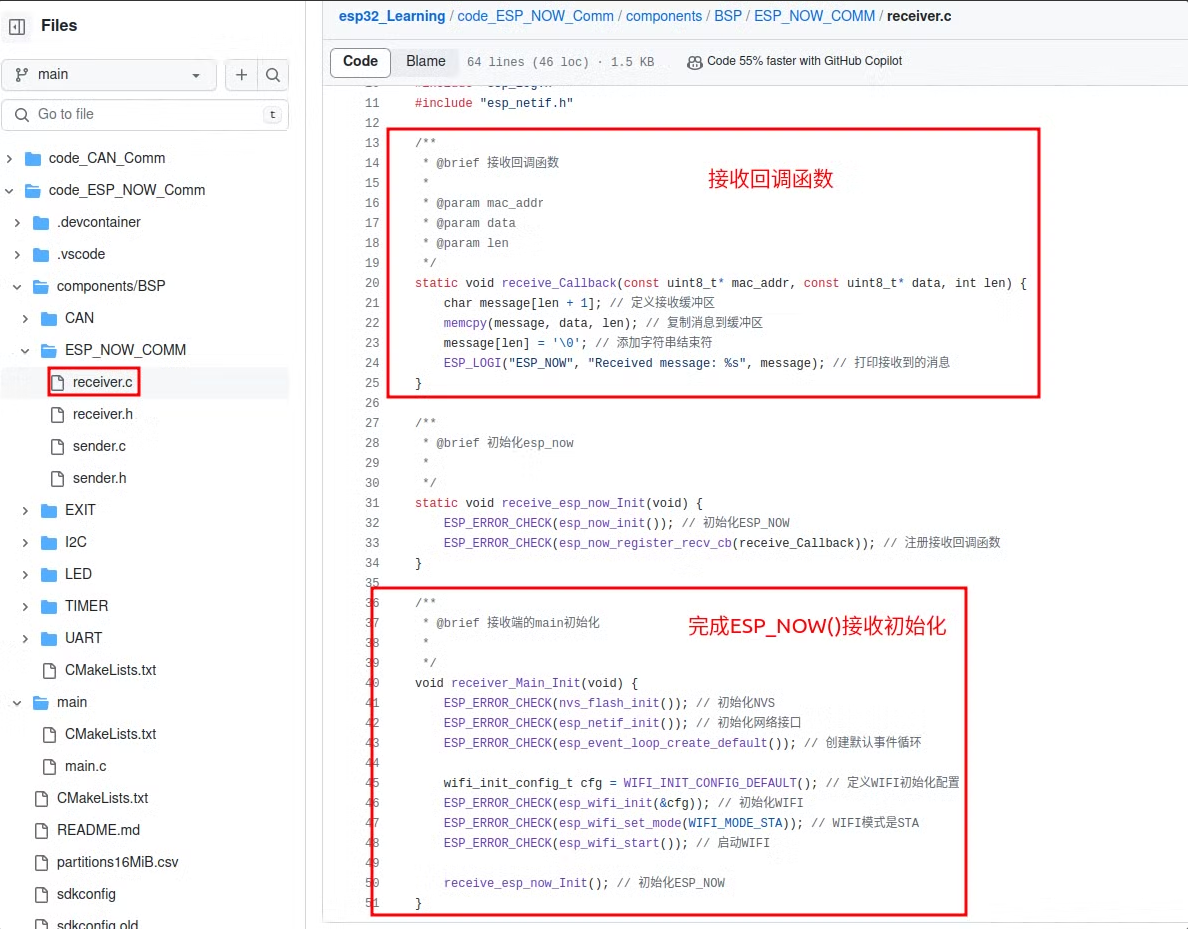 Files
main
Go to file
t
code_CAN_Comm
code_ESP_NOW_Comm
.devcontainer
.vscode
components/BSP
CAN
ESP_NOW_COMM
receiver.c
receiver.h
sender.c
sender.h
EXIT
I2C
LED
TIMER
UART
CMakeLists.txt
main
CMakeLists.txt
main.c
CMakeLists.txt
README.md
partitions16MiB.csv
sdkconfig
sdkconfig.old
esp32_Learning / code_ESP_NOW_Comm / components / BSP / ESP_NOW_COMM / receiver.c
Code Blame 64 lines (46 loc) · 1.5 KB Code 55% faster with GitHub Copilot
10 #include "esp_log.h"
11 #include "esp_netif.h"
12
13 /**
14 * @brief 接收回调函数
接收回调函数
15 *
16 * @param mac_addr
17 * @param data
18 * @param len
19 */
20 static void receive_Callback(const uint8_t* mac_addr, const uint8_t* data, int len) {
21 char message[len + 1]; // 定义接收缓冲区
22 memcpy(message, data, len); // 复制消息到缓冲区
23 message[len] = '\0'; // 添加字符串结束符
24 ESP_LOGI("ESP_NOW", "Received message: %s", message); // 打印接收到的消息
25 }
26
27 /**
28 * @brief 初始化esp_now
29 *
30 */
31 static void receive_esp_now_Init(void) {
32 ESP_ERROR_CHECK(esp_now_init()); // 初始化ESP_NOW
33 ESP_ERROR_CHECK(esp_now_register_recv_cb(receive_Callback)); // 注册接收回调函数
34 }
35
36 /**
37 * @brief 接收端的main初始化
完成ESP_NOW()接收初始化
38 *
39 */
40 void receiver_Main_Init(void) {
41 ESP_ERROR_CHECK(nvs_flash_init()); // 初始化NVS
42 ESP_ERROR_CHECK(esp_netif_init()); // 初始化网络接口
43 ESP_ERROR_CHECK(esp_event_loop_create_default()); // 创建默认事件循环
44
45 wifi_init_config_t cfg = WIFI_INIT_CONFIG_DEFAULT(); // 定义WIFI初始化配置
46 ESP_ERROR_CHECK(esp_wifi_init(&cfg)); // 初始化WIFI
47 ESP_ERROR_CHECK(esp_wifi_set_mode(WIFI_MODE_STA)); // WIFI模式是STA
48 ESP_ERROR_CHECK(esp_wifi_start()); // 启动WIFI
49
50 receive_esp_now_Init(); // 初始化ESP_NOW
51 }